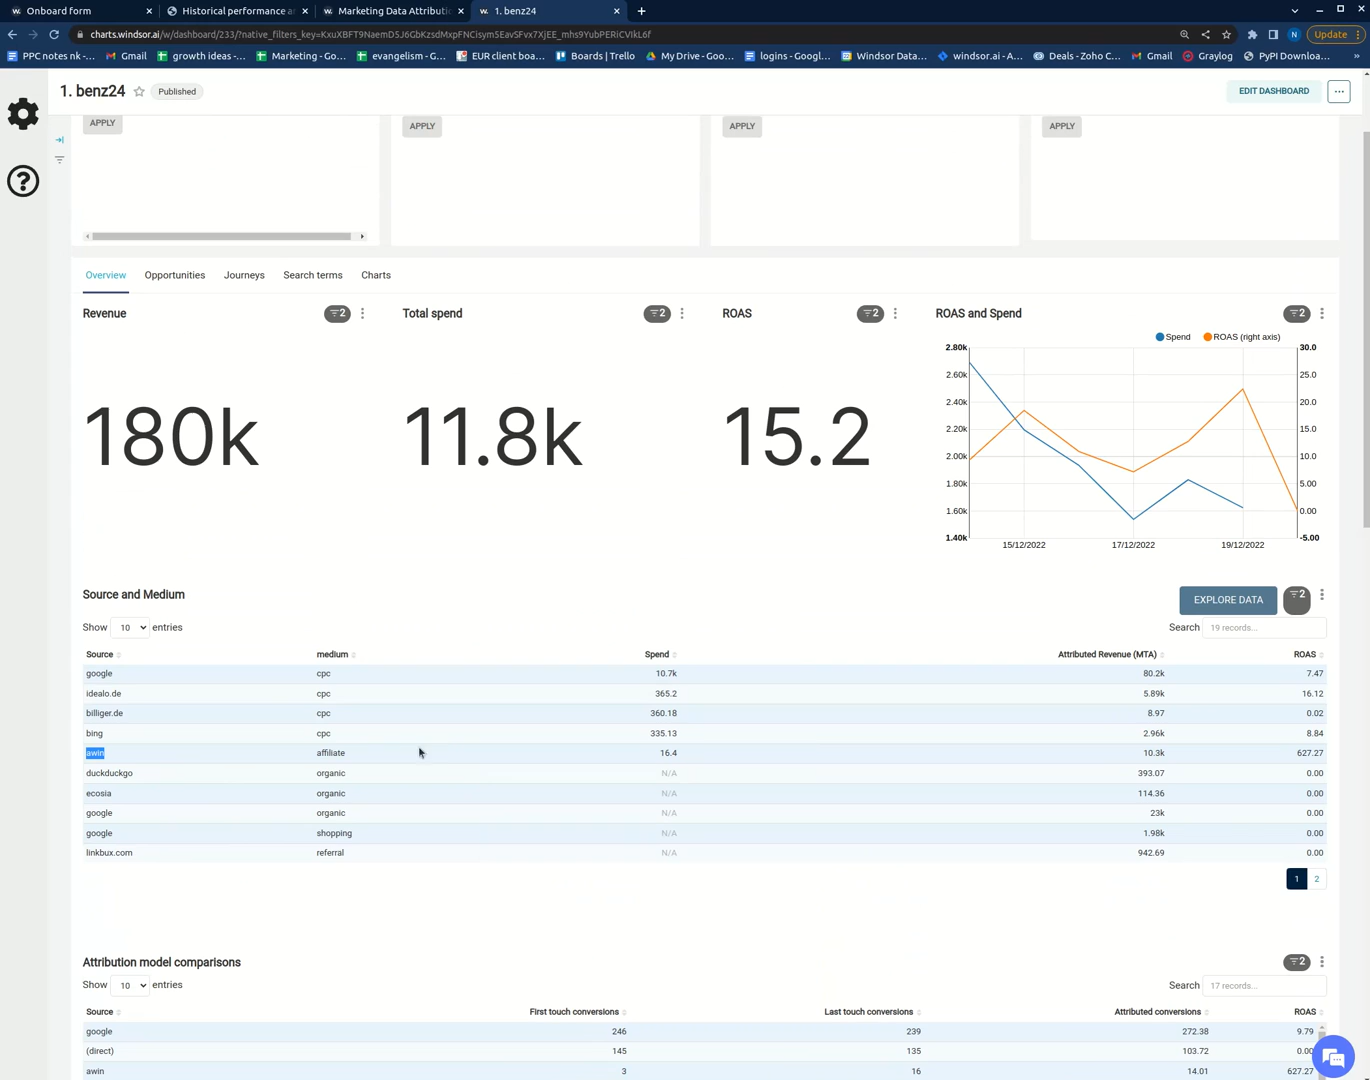 Onboard form
Historical performance a
Marketing Data Attributi
1. benz24
charts.windsor.ai/w/dashboard/233/?native_filters_key=
Update
PPC notes nk -...
Gmail
growth ideas -...
Marketing - Go...
evangelism - G...
EUR client boa...
Boards | Trello
My Drive - Goo...
logins - Googl...
Windsor Data...
windsor.ai - A...
Deals - Zoho C...
Gmail
Graylog
PyPI Downloa...
1. benz24
Published
EDIT DASHBOARD
APPLY
APPLY
APPLY
APPLY
Overview
Opportunities
Journeys
Search terms
Charts
Revenue
2
Total spend
2
ROAS
2
ROAS and Spend
2
180k
11.8k
15.2
Spend
ROAS (right axis)
2.80k
2.60k
2.40k
2.20k
2.00k
1.80k
1.60k
1.40k
30.0
25.0
20.0
15.0
10.0
5.00
0.00
-5.00
15/12/2022
17/12/2022
19/12/2022
Source and Medium
EXPLORE DATA
2
Show 10 entries
Search 19 records...
Source medium Spend Attributed Revenue (MTA) ROAS
google cpc 10.7k 80.2k 7.47
idealo.de cpc 365.2 5.89k 16.12
billiger.de cpc 360.18 8.97 0.02
bing cpc 335.13 2.96k 8.84
awin affiliate 16.4 10.3k 627.27
duckduckgo organic N/A 393.07 0.00
ecosia organic N/A 114.36 0.00
google organic N/A 23k 0.00
google shopping N/A 1.98k 0.00
linkbux.com referral N/A 942.69 0.00
1 2
Attribution model comparisons
2
Show 10 entries
Search 17 records...
Source First touch conversions Last touch conversions Attributed conversions ROAS
google 246 239 272.38 9.79
(direct) 145 135 103.72 0.00
awin 3 16 14.01 627.27